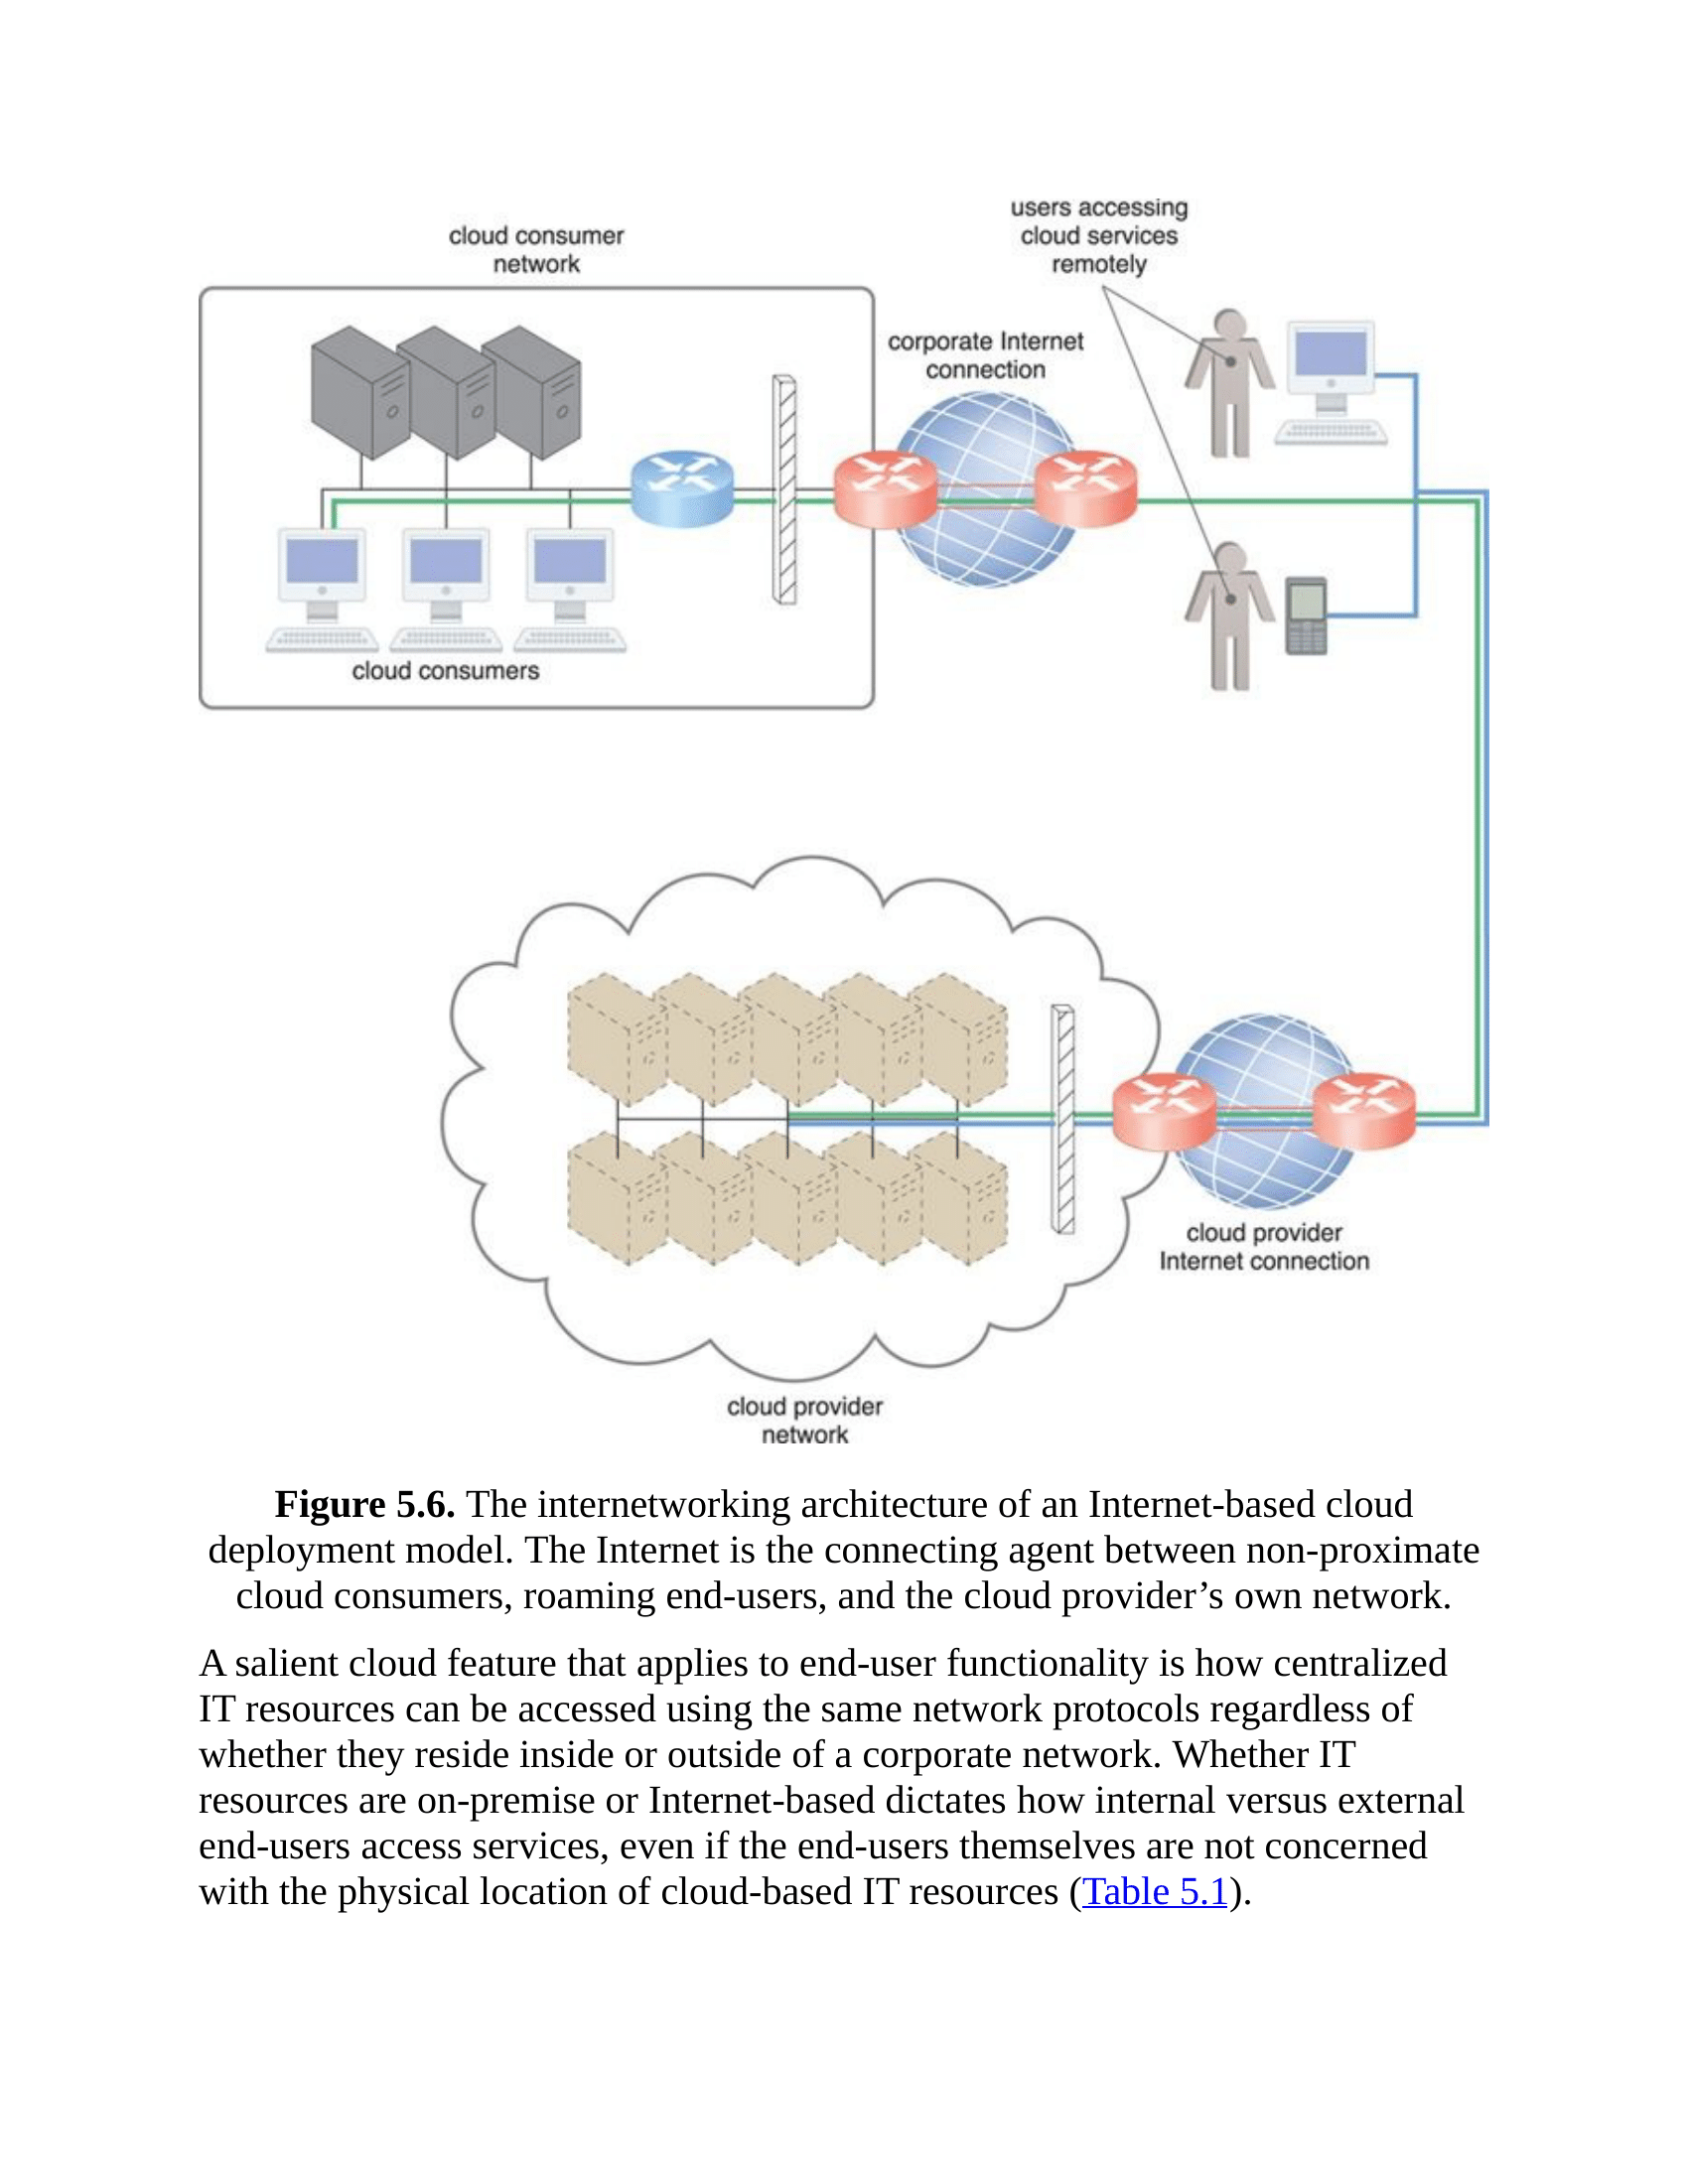 users accessing
cloud services
remotely
cloud consumer
network
corporate Internet
connection
cloud consumers
cloud provider
Internet connection
cloud provider
network
Figure 5.6. The internetworking architecture of an Internet-based cloud
deployment model. The Internet is the connecting agent between non-proximate
cloud consumers, roaming end-users, and the cloud provider’s own network.
A salient cloud feature that applies to end-user functionality is how centralized
IT resources can be accessed using the same network protocols regardless of
whether they reside inside or outside of a corporate network. Whether IT
resources are on-premise or Internet-based dictates how internal versus external
end-users access services, even if the end-users themselves are not concerned
with the physical location of cloud-based IT resources (Table 5.1).